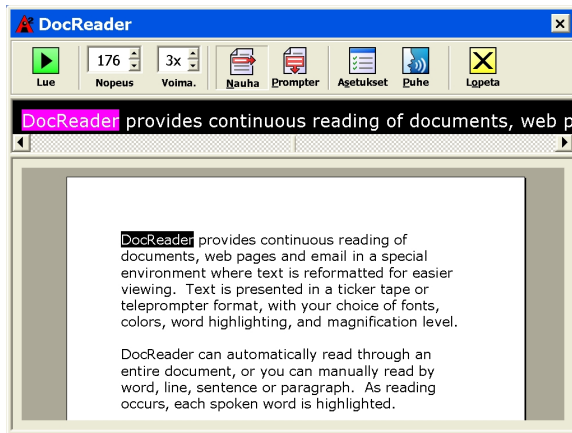 DocReader
176 3x
Lue Nopeus Voima. Nauha Prompter Asetukset Puhe Lopeta
DocReader provides continuous reading of documents, web p
DocReader provides continuous reading of
documents, web pages and email in a special
environment where text is reformatted for easier
viewing. Text is presented in a ticker tape or
teleprompter format, with your choice of fonts,
colors, word highlighting, and magnification level.
DocReader can automatically read through an
entire document, or you can manually read by
word, line, sentence or paragraph. As reading
occurs, each spoken word is highlighted.